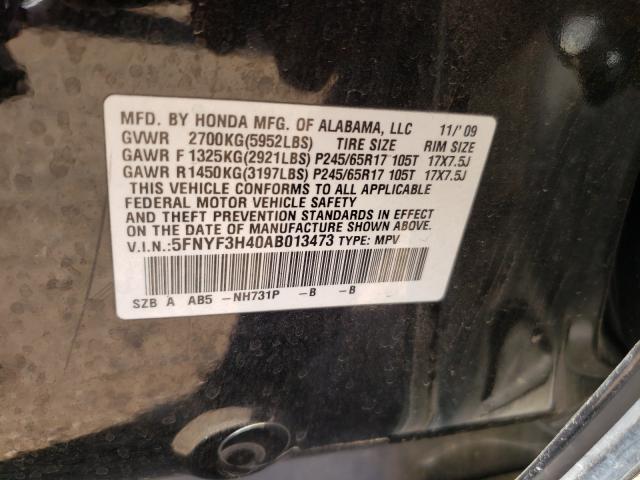 MFD. BY HONDA MFG. OF ALABAMA, LLC 11/'09
GVWR 2700KG(5952LBS) TIRE SIZE RIM SIZE
GAWR F 1325KG(2921LBS) P245/65R17 105T 17X7.5J
GAWR R1450KG(3197LBS) P245/65R17 105T 17X7.5J
THIS VEHICLE CONFORMS TO ALL APPLICABLE
FEDERAL MOTOR VEHICLE SAFETY
AND THEFT PREVENTION STANDARDS IN EFFECT
ON THE DATE OF MANUFACTURE SHOWN ABOVE.
V.I.N.:5FNYF3H40AB013473 TYPE: MPV
SZB A AB5 -NH731P -B -B